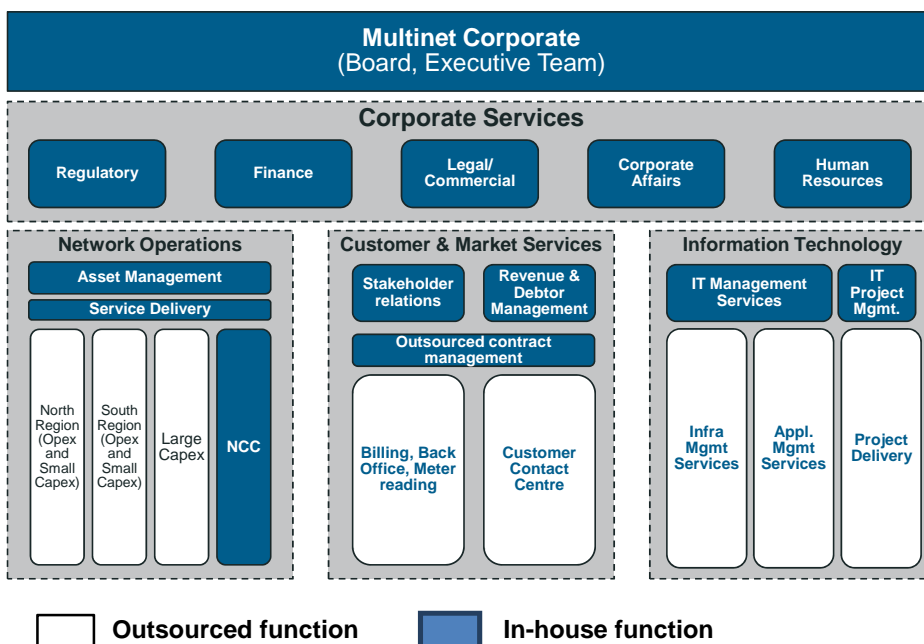 Multinet Corporate
(Board, Executive Team)
Corporate Services
Regulatory
Finance
Legal/
Commercial
Corporate
Affairs
Human
Resources
Network Operations
Asset Management
Service Delivery
North
Region
(Opex
and
Small
Capex)
South
Region
(Opex
and
Small
Capex)
Large
Capex
NCC
Customer & Market Services
Stakeholder
relations
Revenue &
Debtor
Management
Outsourced contract
management
Billing, Back
Office, Meter
reading
Customer
Contact
Centre
Information Technology
IT Management
Services
IT
Project
Mgmt.
Infra
Mgmt
Services
Appl.
Mgmt
Services
Project
Delivery
Outsourced function
In-house function